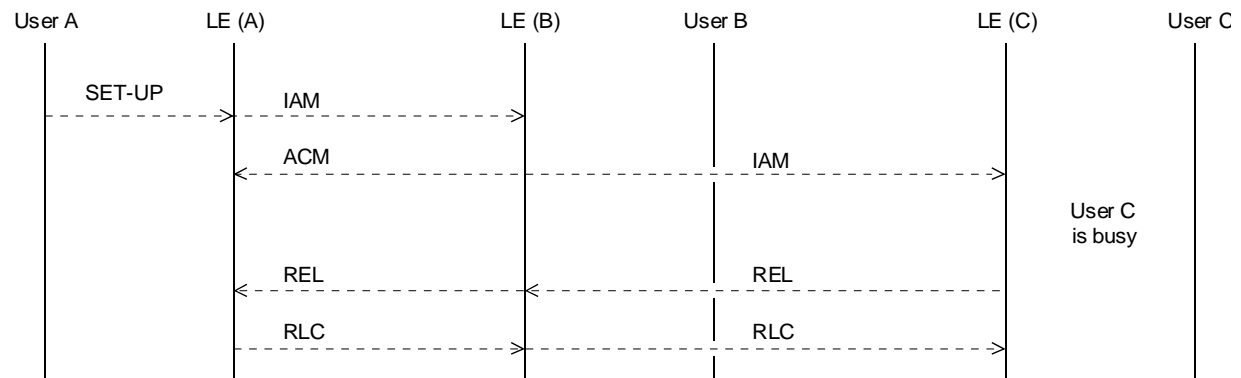 User A LE (A) LE (B) User B LE (C) User C
SET-UP IAM
ACM IAM
User C
is busy
REL REL
RLC RLC